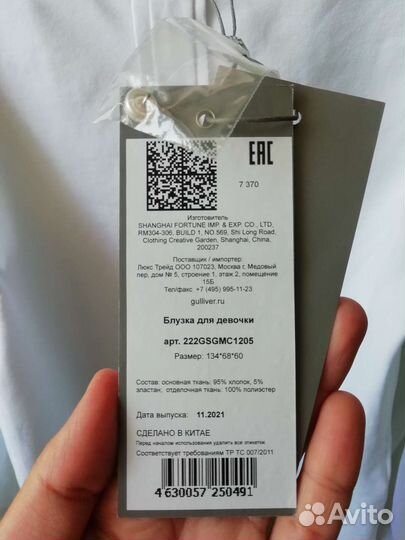 EAC
7 370
Изготовитель
SHANGHAI FORTUNE IMP. & EXP. CO., LTD,
RM304-306, BUILD 1, NO.569, Shi Long Road,
Clothing Creative Garden, Shanghai, China,
200237
Поставщик / импортер:
Люкс Трейд ООО 107023, Москва г, Медовый
пер, дом № 5, строение 1, этаж 2, помещение
15Б
Тел/факс +7 (495) 995-11-23
gulliver.ru
Блузка для девочки
арт. 222GSGMC1205
Размер: 134*68*60
Состав: основная ткань: 95% хлопок, 5%
эластан; отделочная ткань: 100% полиэстер
Дата выпуска: 11.2021
СДЕЛАНО В КИТАЕ
Перед началом использования удалить все этикетки.
Соответствует требованиям ТР ТС 007/2011
4 630057 250491
Avito